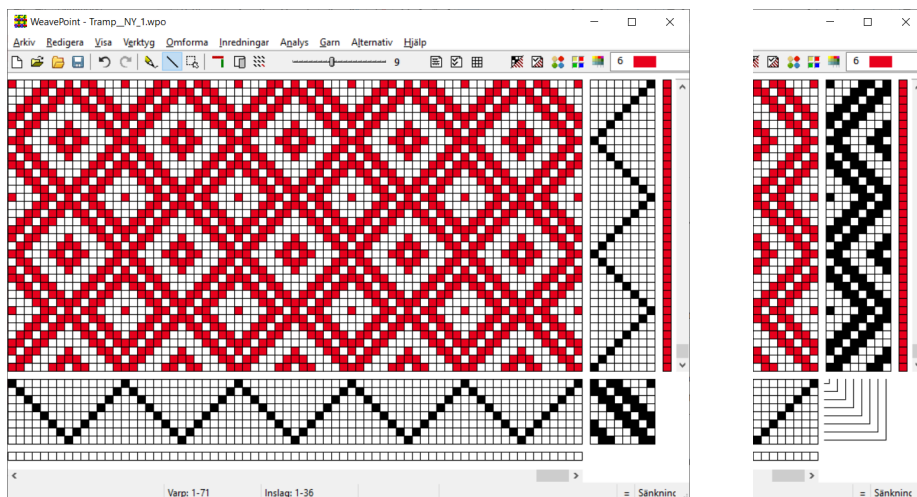 WeavePoint - Tramp__NY_1.wpo
Arkiv Redigera Visa Verktyg Omforma Inredningar Analys Garn Alternativ Hjälp
9 6
6
Varp: 1-71 Inslag: 1-36 = Sänkning
= Sänkning